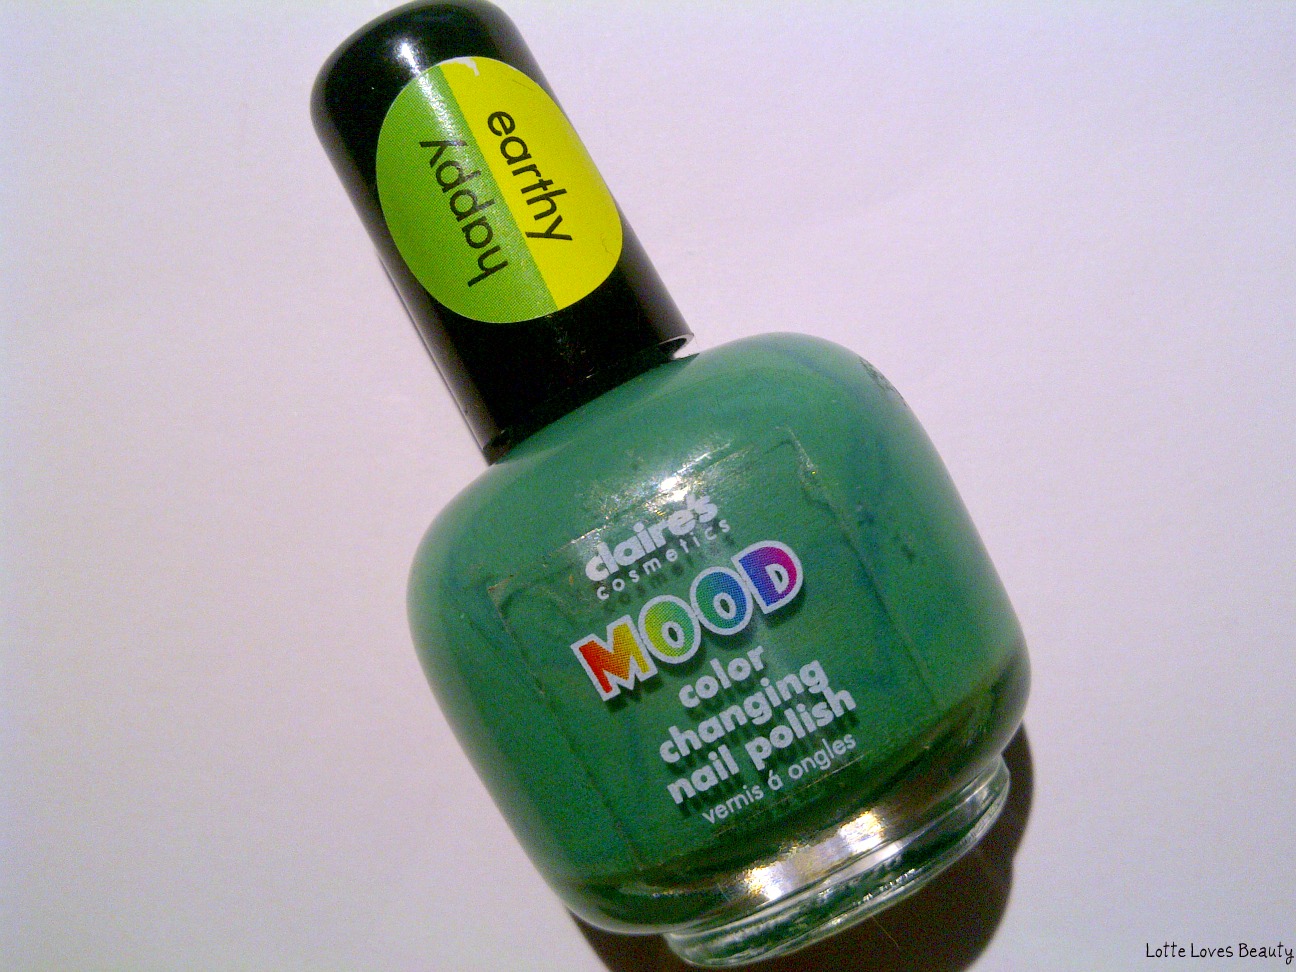 earthy
happy
claire's
cosmetics
MOOD
color
changing
nail polish
vernis á ongles
Lotte Loves Beauty